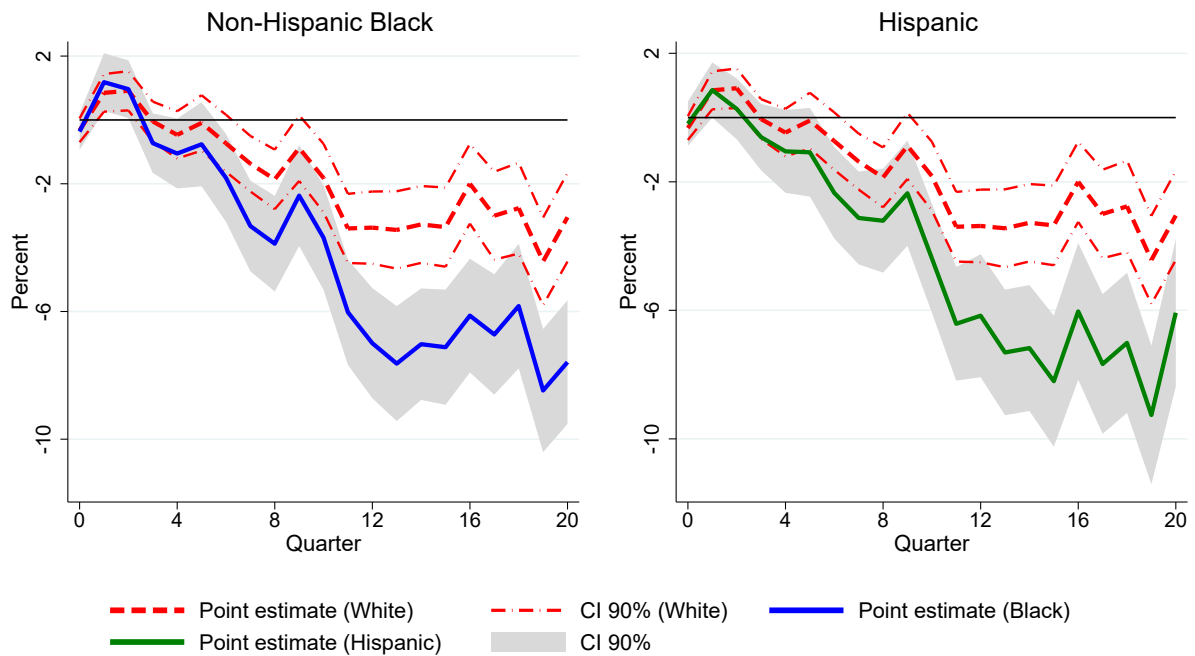 Non-Hispanic Black
Percent
2
-2
-6
-10
0 4 8 12 16 20
Quarter
Hispanic
Percent
2
-2
-6
-10
0 4 8 12 16 20
Quarter
Point estimate (White) CI 90% (White) Point estimate (Black)
Point estimate (Hispanic) CI 90%